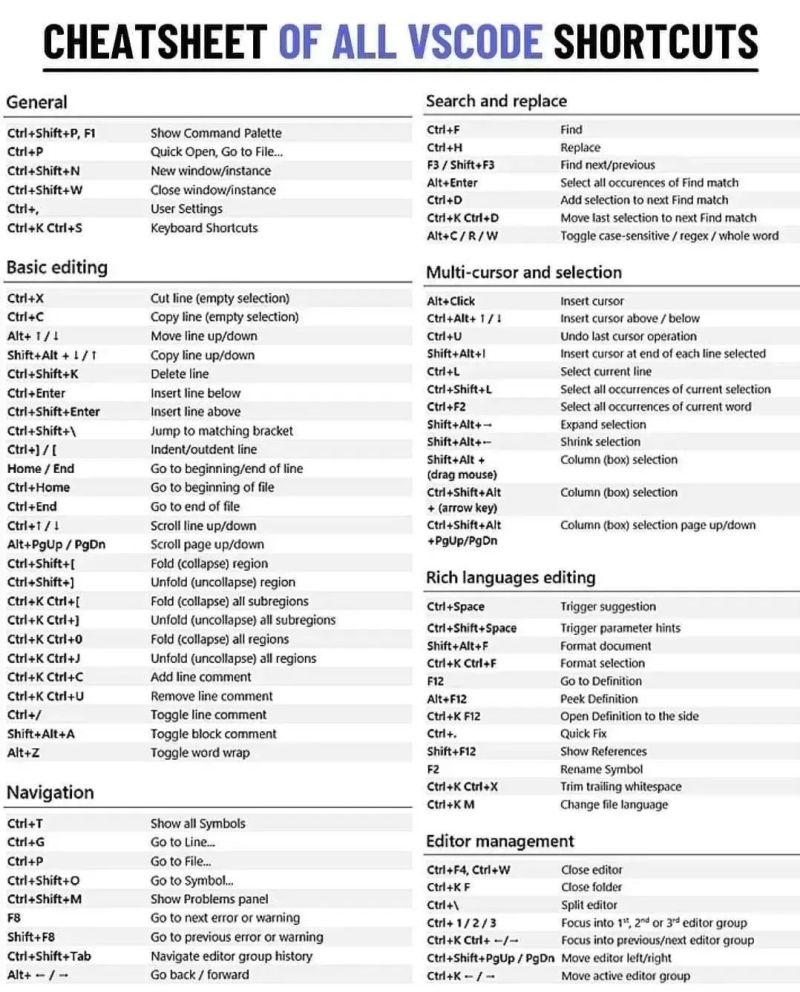 CHEATSHEET OF ALL VSCODE SHORTCUTS
General
Ctrl+Shift+P, F1 Show Command Palette
Ctrl+P Quick Open, Go to File...
Ctrl+Shift+N New window/instance
Ctrl+Shift+W Close window/instance
Ctrl+, User Settings
Ctrl+K Ctrl+S Keyboard Shortcuts
Basic editing
Ctrl+X Cut line (empty selection)
Ctrl+C Copy line (empty selection)
Alt+ ↑ / ↓ Move line up/down
Shift+Alt + ↓ / ↑ Copy line up/down
Ctrl+Shift+K Delete line
Ctrl+Enter Insert line below
Ctrl+Shift+Enter Insert line above
Ctrl+Shift+\ Jump to matching bracket
Ctrl+] / [ Indent/outdent line
Home / End Go to beginning/end of line
Ctrl+Home Go to beginning of file
Ctrl+End Go to end of file
Ctrl+↑ / ↓ Scroll line up/down
Alt+PgUp / PgDn Scroll page up/down
Ctrl+Shift+[ Fold (collapse) region
Ctrl+Shift+] Unfold (uncollapse) region
Ctrl+K Ctrl+[ Fold (collapse) all subregions
Ctrl+K Ctrl+] Unfold (uncollapse) all subregions
Ctrl+K Ctrl+0 Fold (collapse) all regions
Ctrl+K Ctrl+J Unfold (uncollapse) all regions
Ctrl+K Ctrl+C Add line comment
Ctrl+K Ctrl+U Remove line comment
Ctrl+/ Toggle line comment
Shift+Alt+A Toggle block comment
Alt+Z Toggle word wrap
Navigation
Ctrl+T Show all Symbols
Ctrl+G Go to Line...
Ctrl+P Go to File...
Ctrl+Shift+O Go to Symbol...
Ctrl+Shift+M Show Problems panel
F8 Go to next error or warning
Shift+F8 Go to previous error or warning
Ctrl+Shift+Tab Navigate editor group history
Alt+ ← / → Go back / forward
Search and replace
Ctrl+F Find
Ctrl+H Replace
F3 / Shift+F3 Find next/previous
Alt+Enter Select all occurences of Find match
Ctrl+D Add selection to next Find match
Ctrl+K Ctrl+D Move last selection to next Find match
Alt+C / R / W Toggle case-sensitive / regex / whole word
Multi-cursor and selection
Alt+Click Insert cursor
Ctrl+Alt+ ↑ / ↓ Insert cursor above / below
Ctrl+U Undo last cursor operation
Shift+Alt+I Insert cursor at end of each line selected
Ctrl+L Select current line
Ctrl+Shift+L Select all occurrences of current selection
Ctrl+F2 Select all occurrences of current word
Shift+Alt+→ Expand selection
Shift+Alt+← Shrink selection
Shift+Alt + Column (box) selection
(drag mouse)
Ctrl+Shift+Alt Column (box) selection
+ (arrow key)
Ctrl+Shift+Alt Column (box) selection page up/down
+PgUp/PgDn
Rich languages editing
Ctrl+Space Trigger suggestion
Ctrl+Shift+Space Trigger parameter hints
Shift+Alt+F Format document
Ctrl+K Ctrl+F Format selection
F12 Go to Definition
Alt+F12 Peek Definition
Ctrl+K F12 Open Definition to the side
Ctrl+. Quick Fix
Shift+F12 Show References
F2 Rename Symbol
Ctrl+K Ctrl+X Trim trailing whitespace
Ctrl+K M Change file language
Editor management
Ctrl+F4, Ctrl+W Close editor
Ctrl+K F Close folder
Ctrl+\ Split editor
Ctrl+ 1 / 2 / 3 Focus into 1st, 2nd or 3rd editor group
Ctrl+K Ctrl+ ←/→ Focus into previous/next editor group
Ctrl+Shift+PgUp / PgDn Move editor left/right
Ctrl+K ← / → Move active editor group